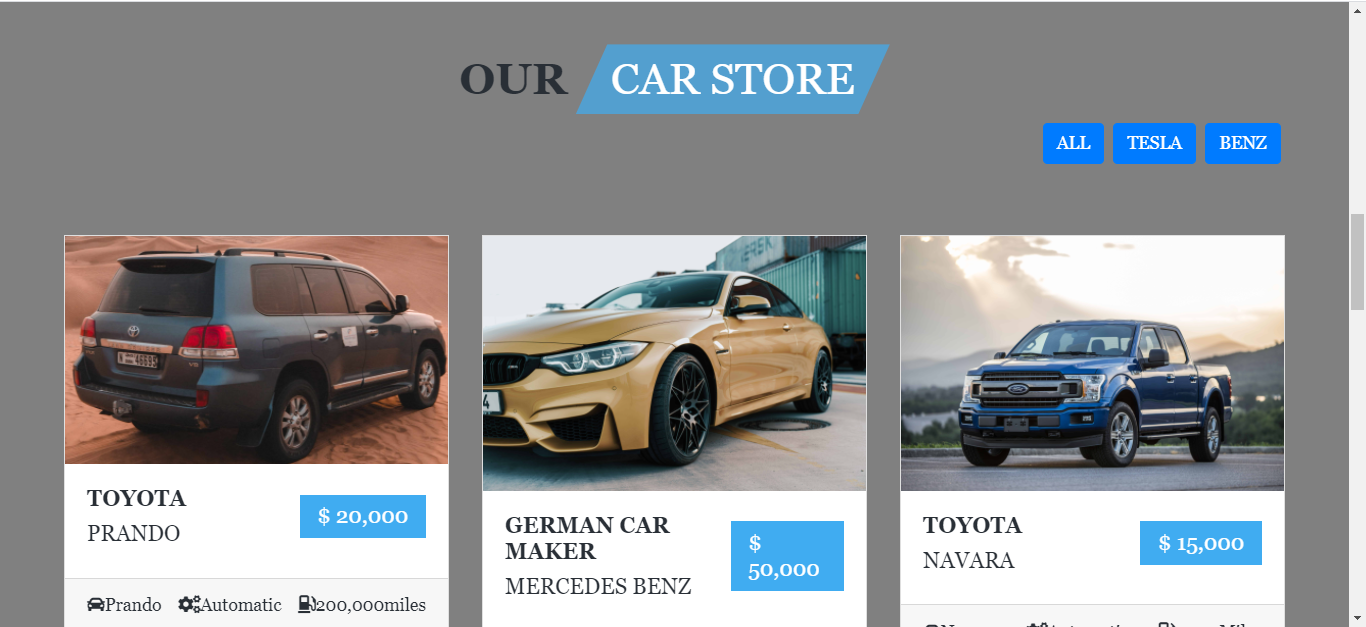 OUR CAR STORE
ALL TESLA BENZ
TOYOTA
PRANDO
$ 20,000
Prando Automatic 200,000miles
GERMAN CAR
MAKER
MERCEDES BENZ
$
50,000
TOYOTA
NAVARA
$ 15,000